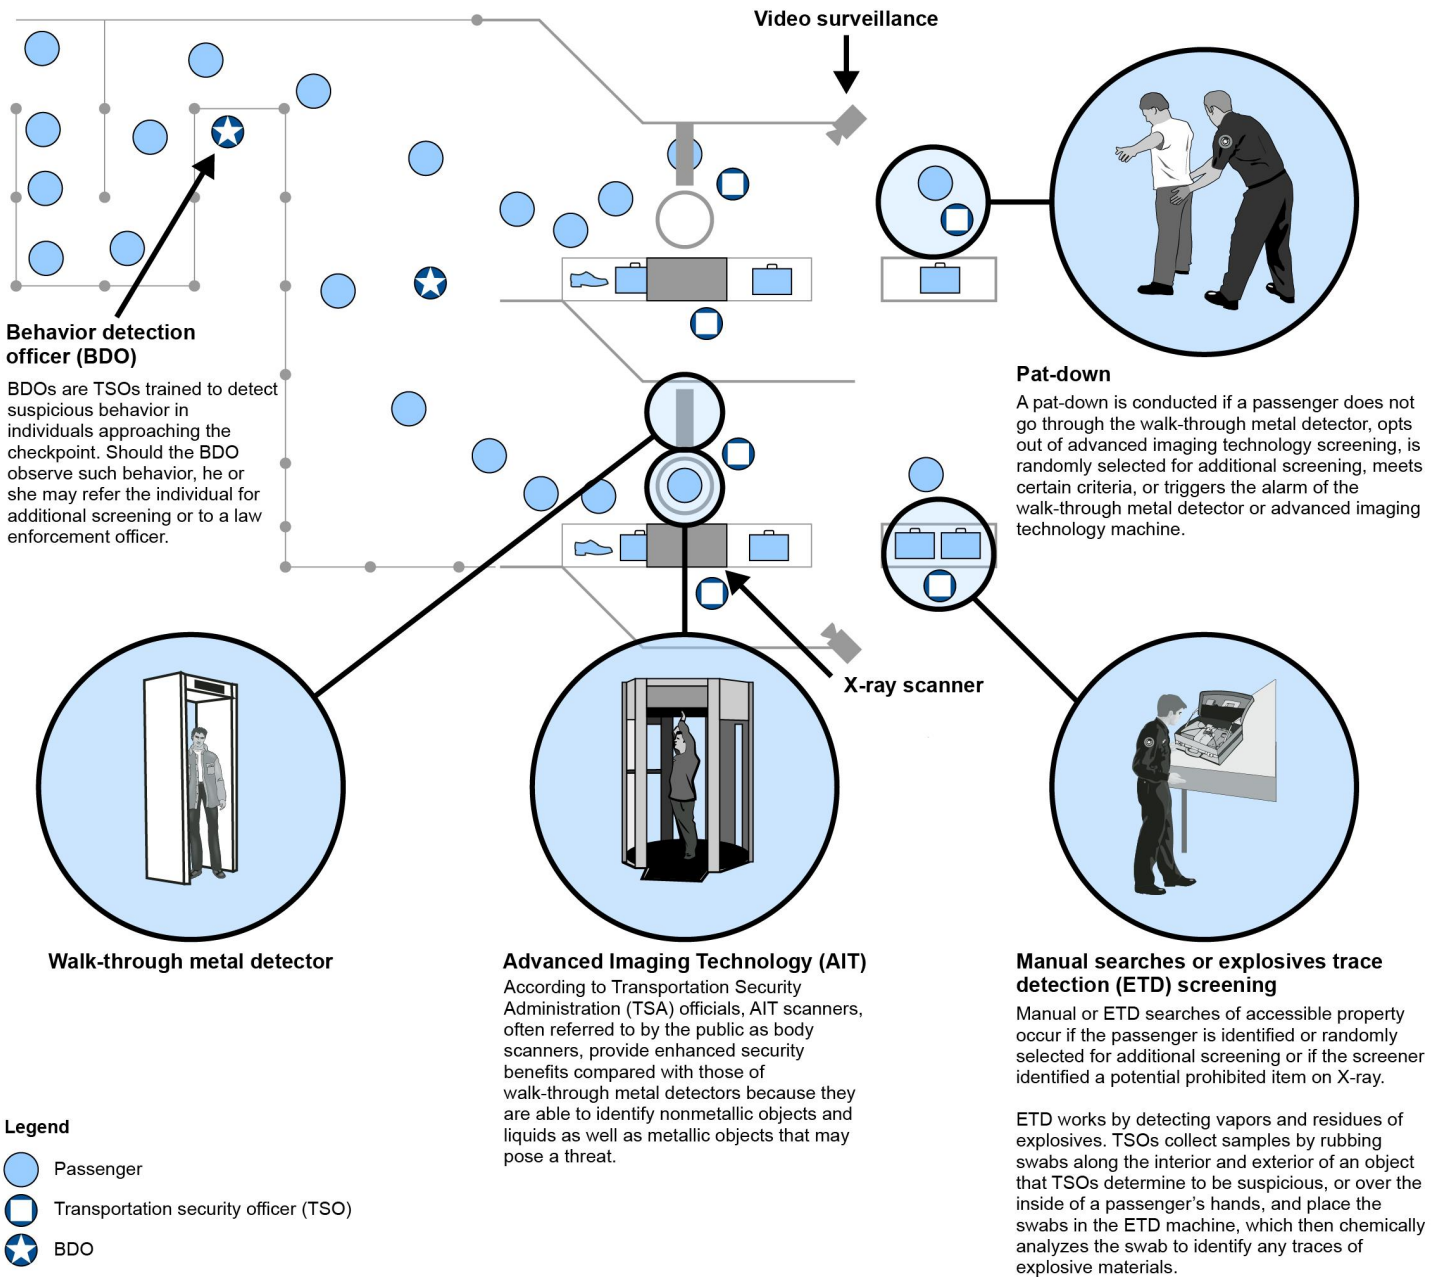 Video surveillance
Behavior detection
officer (BDO)
BDOs are TSOs trained to detect
suspicious behavior in
individuals approaching the
checkpoint. Should the BDO
observe such behavior, he or
she may refer the individual for
additional screening or to a law
enforcement officer.
Pat-down
A pat-down is conducted if a passenger does not
go through the walk-through metal detector, opts
out of advanced imaging technology screening, is
randomly selected for additional screening, meets
certain criteria, or triggers the alarm of the
walk-through metal detector or advanced imaging
technology machine.
X-ray scanner
Walk-through metal detector
Advanced Imaging Technology (AIT)
According to Transportation Security
Administration (TSA) officials, AIT scanners,
often referred to by the public as body
scanners, provide enhanced security
benefits compared with those of
walk-through metal detectors because they
are able to identify nonmetallic objects and
liquids as well as metallic objects that may
pose a threat.
Manual searches or explosives trace
detection (ETD) screening
Manual or ETD searches of accessible property
occur if the passenger is identified or randomly
selected for additional screening or if the screener
identified a potential prohibited item on X-ray.
ETD works by detecting vapors and residues of
explosives. TSOs collect samples by rubbing
swabs along the interior and exterior of an object
that TSOs determine to be suspicious, or over the
inside of a passenger's hands, and place the
swabs in the ETD machine, which then chemically
analyzes the swab to identify any traces of
explosive materials.
Legend
Passenger
Transportation security officer (TSO)
BDO